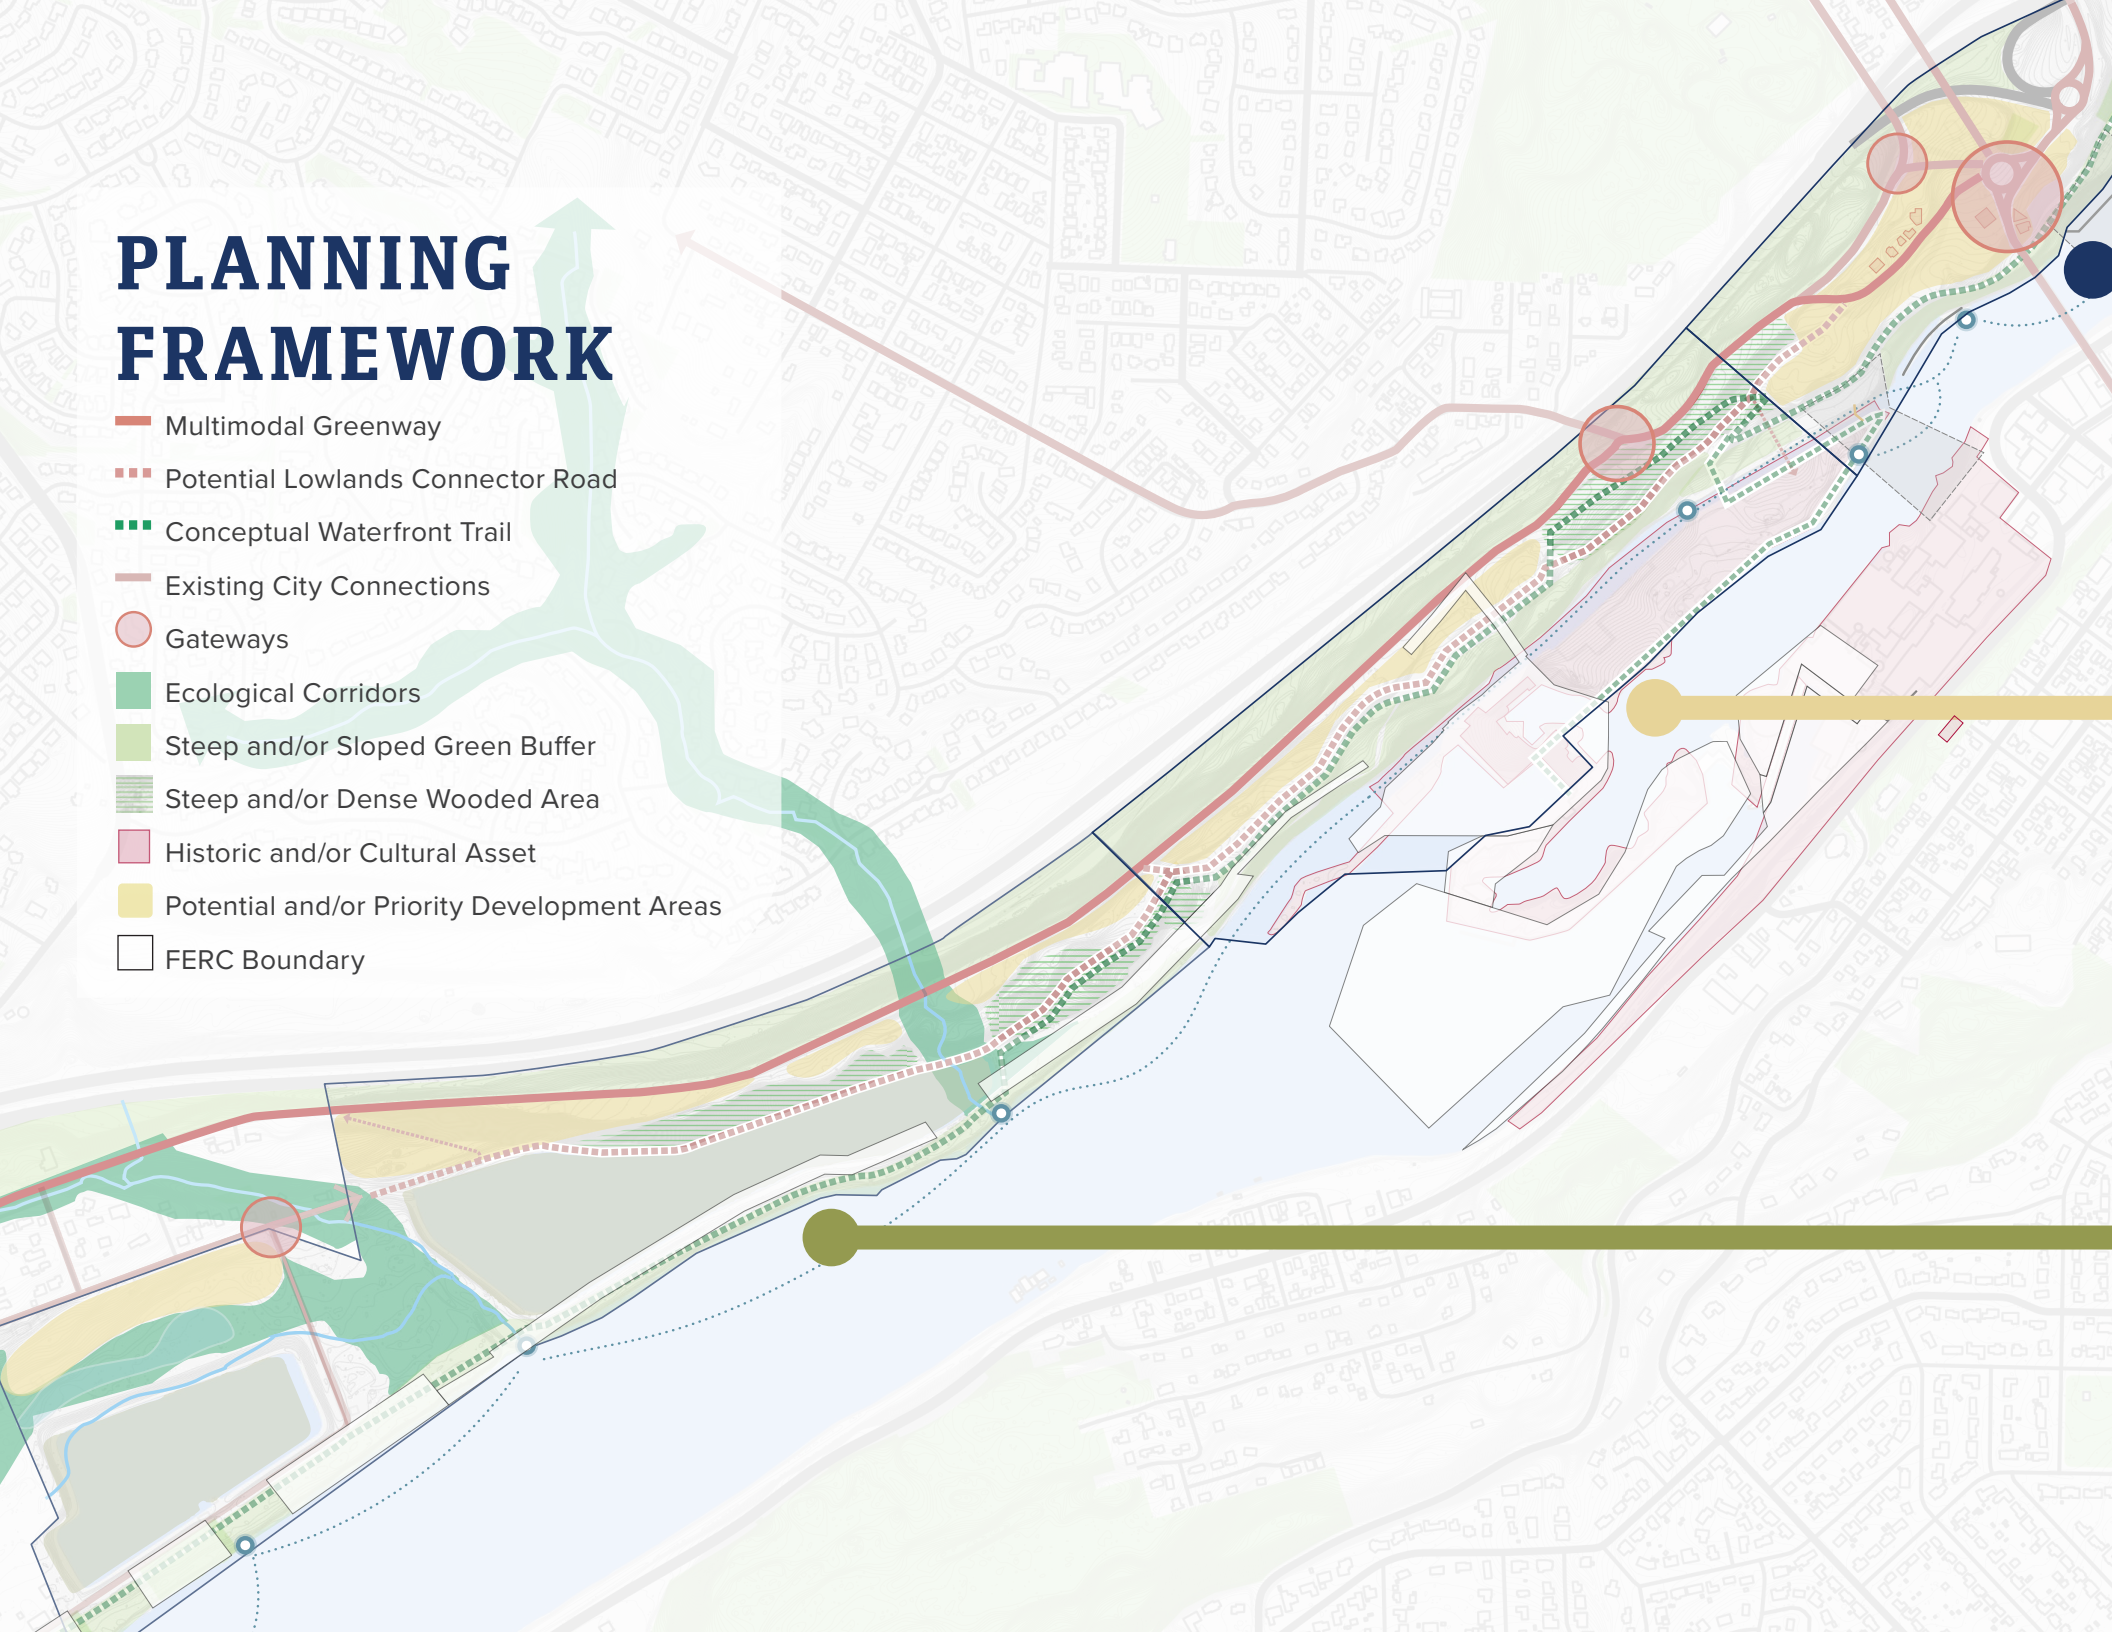 PLANNING
FRAMEWORK
Multimodal Greenway
Potential Lowlands Connector Road
Conceptual Waterfront Trail
Existing City Connections
Gateways
Ecological Corridors
Steep and/or Sloped Green Buffer
Steep and/or Dense Wooded Area
Historic and/or Cultural Asset
Potential and/or Priority Development Areas
FERC Boundary